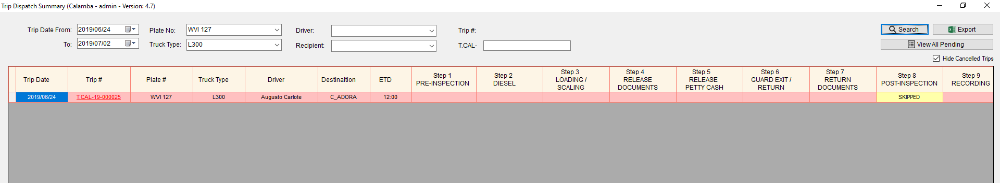 Trip Dispatch Summary (Calamba - admin - Version: 4.7)
Trip Date From: 2019/06/24 Plate No: WVI 127 Driver: Trip #: Search Export
To: 2019/07/02 Truck Type: L300 Recipient: T.CAL- View All Pending
Hide Cancelled Trips
Trip Date Trip # Plate # Truck Type Driver Destinaltion ETD Step 1 PRE-INSPECTION Step 2 DIESEL Step 3 LOADING / SCALING Step 4 RELEASE DOCUMENTS Step 5 RELEASE PETTY CASH Step 6 GUARD EXIT / RETURN Step 7 RETURN DOCUMENTS Step 8 POST-INSPECTION Step 9 RECORDING
2019/06/24 T.CAL-19-000025 WVI 127 L300 Augusto Carlote C_ADORA 12:00 SKIPPED